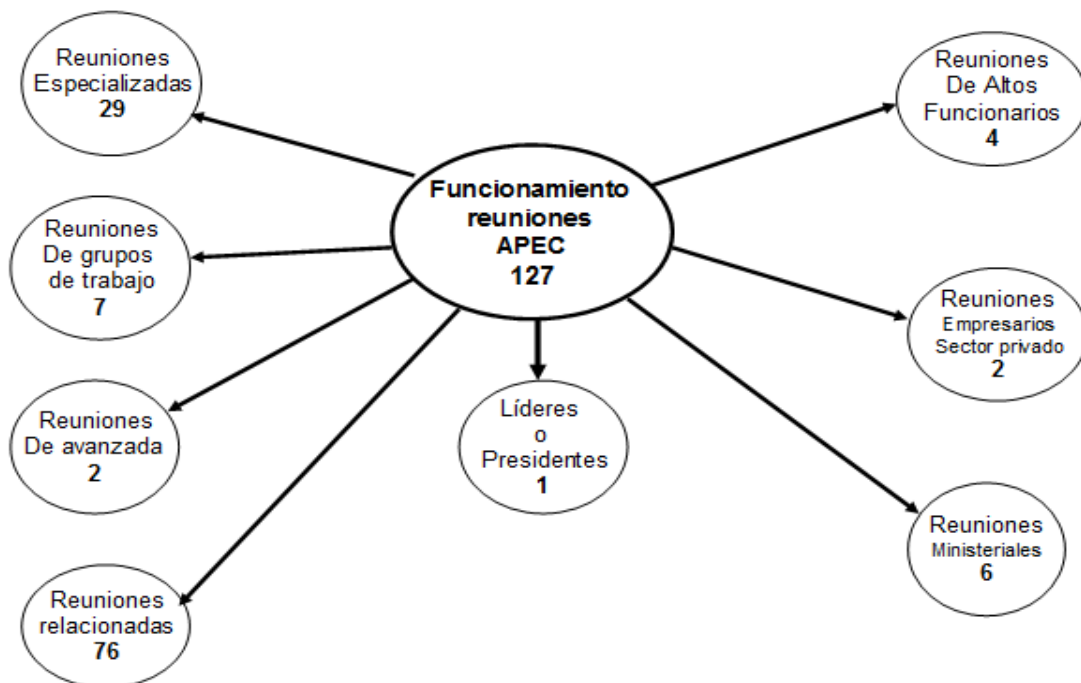 Reuniones
Especializadas
29
Reuniones
De grupos
de trabajo
7
Reuniones
De avanzada
2
Reuniones
relacionadas
76
Funcionamiento
reuniones
APEC
127
Líderes
o
Presidentes
1
Reuniones
De Altos
Funcionarios
4
Reuniones
Empresarios
Sector privado
2
Reuniones
Ministeriales
6